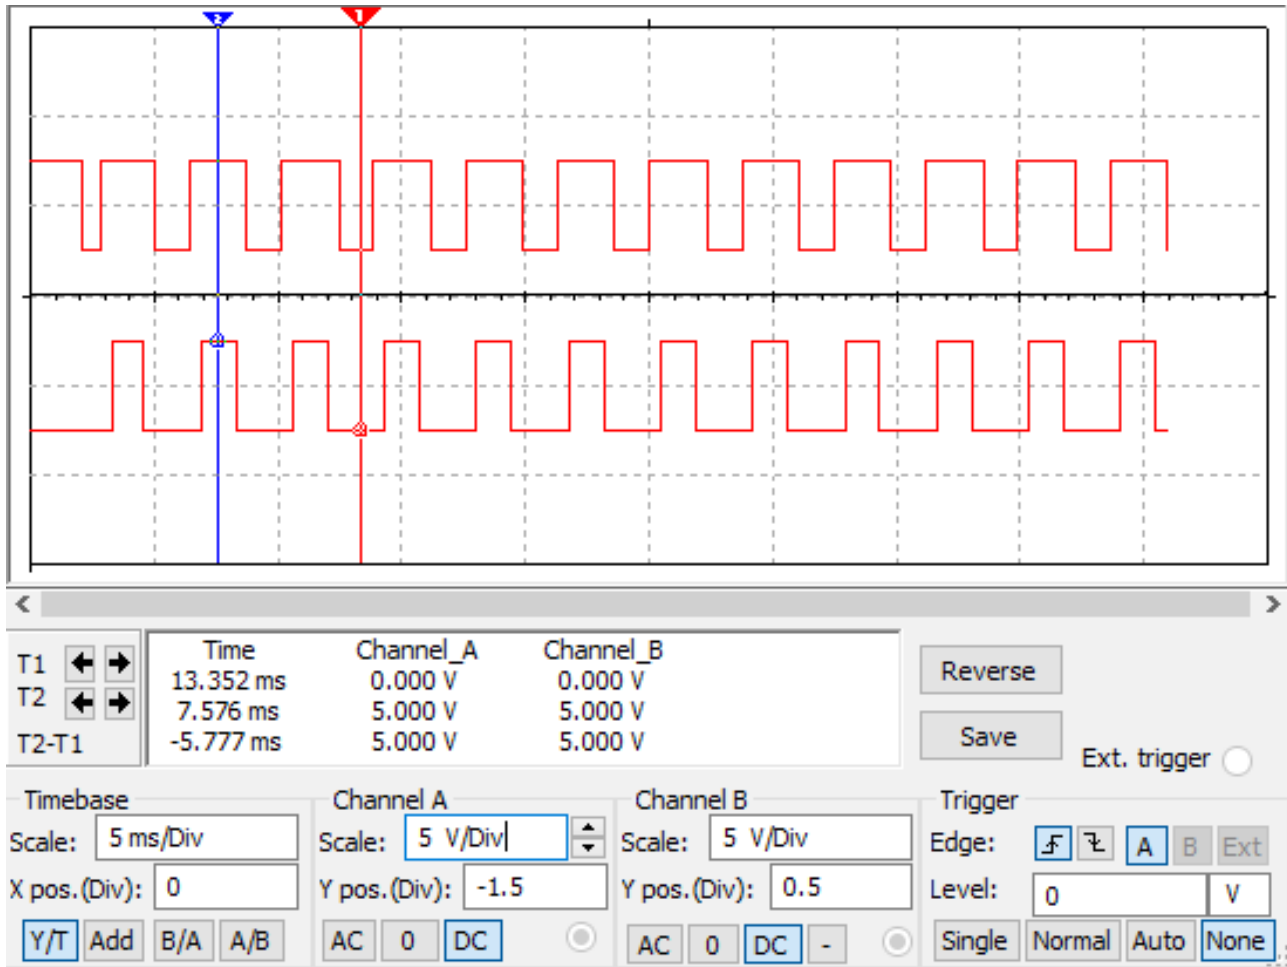 2 1
Time Channel_A Channel_B
T1 13.352 ms 0.000 V 0.000 V
T2 7.576 ms 5.000 V 5.000 V
T2-T1 -5.777 ms 5.000 V 5.000 V
Reverse
Save
Ext. trigger
Timebase
Scale: 5 ms/Div
X pos.(Div): 0
Y/T Add B/A A/B
Channel A
Scale: 5 V/Div
Y pos.(Div): -1.5
AC 0 DC
Channel B
Scale: 5 V/Div
Y pos.(Div): 0.5
AC 0 DC -
Trigger
Edge: A B Ext
Level: 0 V
Single Normal Auto None